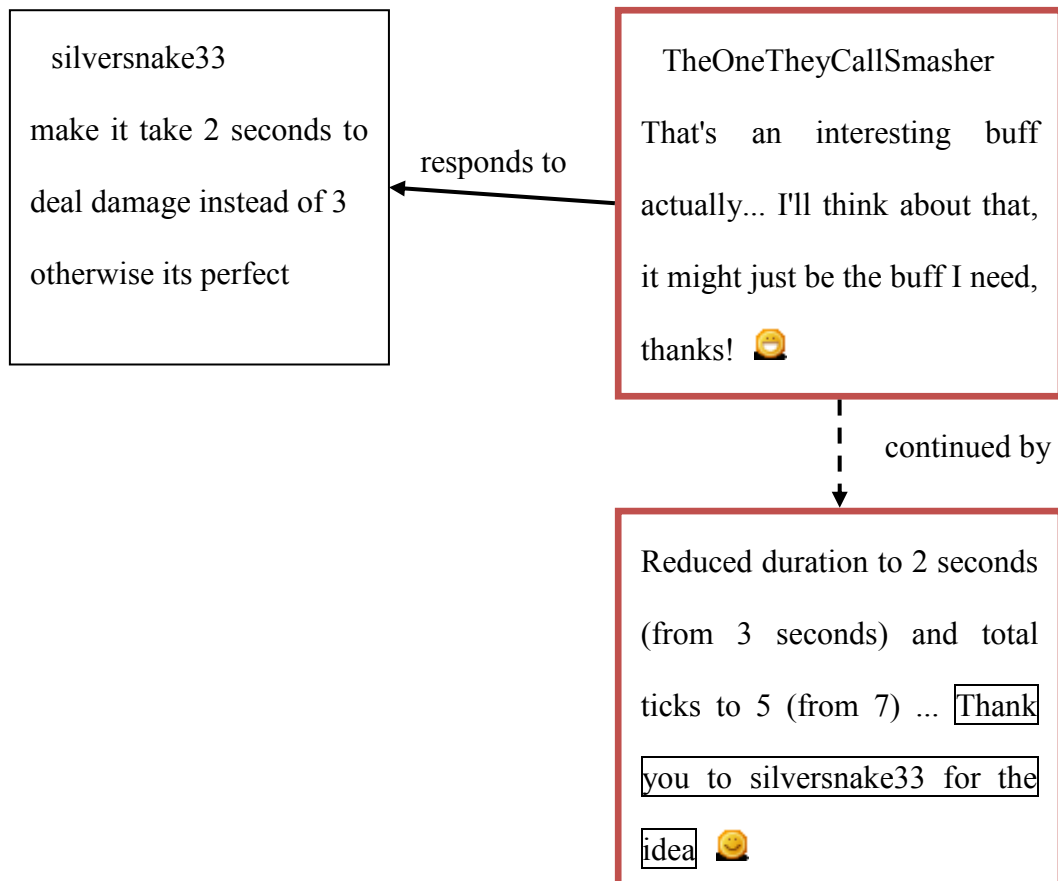 silversnake33
make it take 2 seconds to
deal damage instead of 3
otherwise its perfect
responds to
TheOneTheyCallSmasher
That's an interesting buff
actually... I'll think about that,
it might just be the buff I need,
thanks!
continued by
Reduced duration to 2 seconds
(from 3 seconds) and total
ticks to 5 (from 7) ... Thank
you to silversnake33 for the
idea